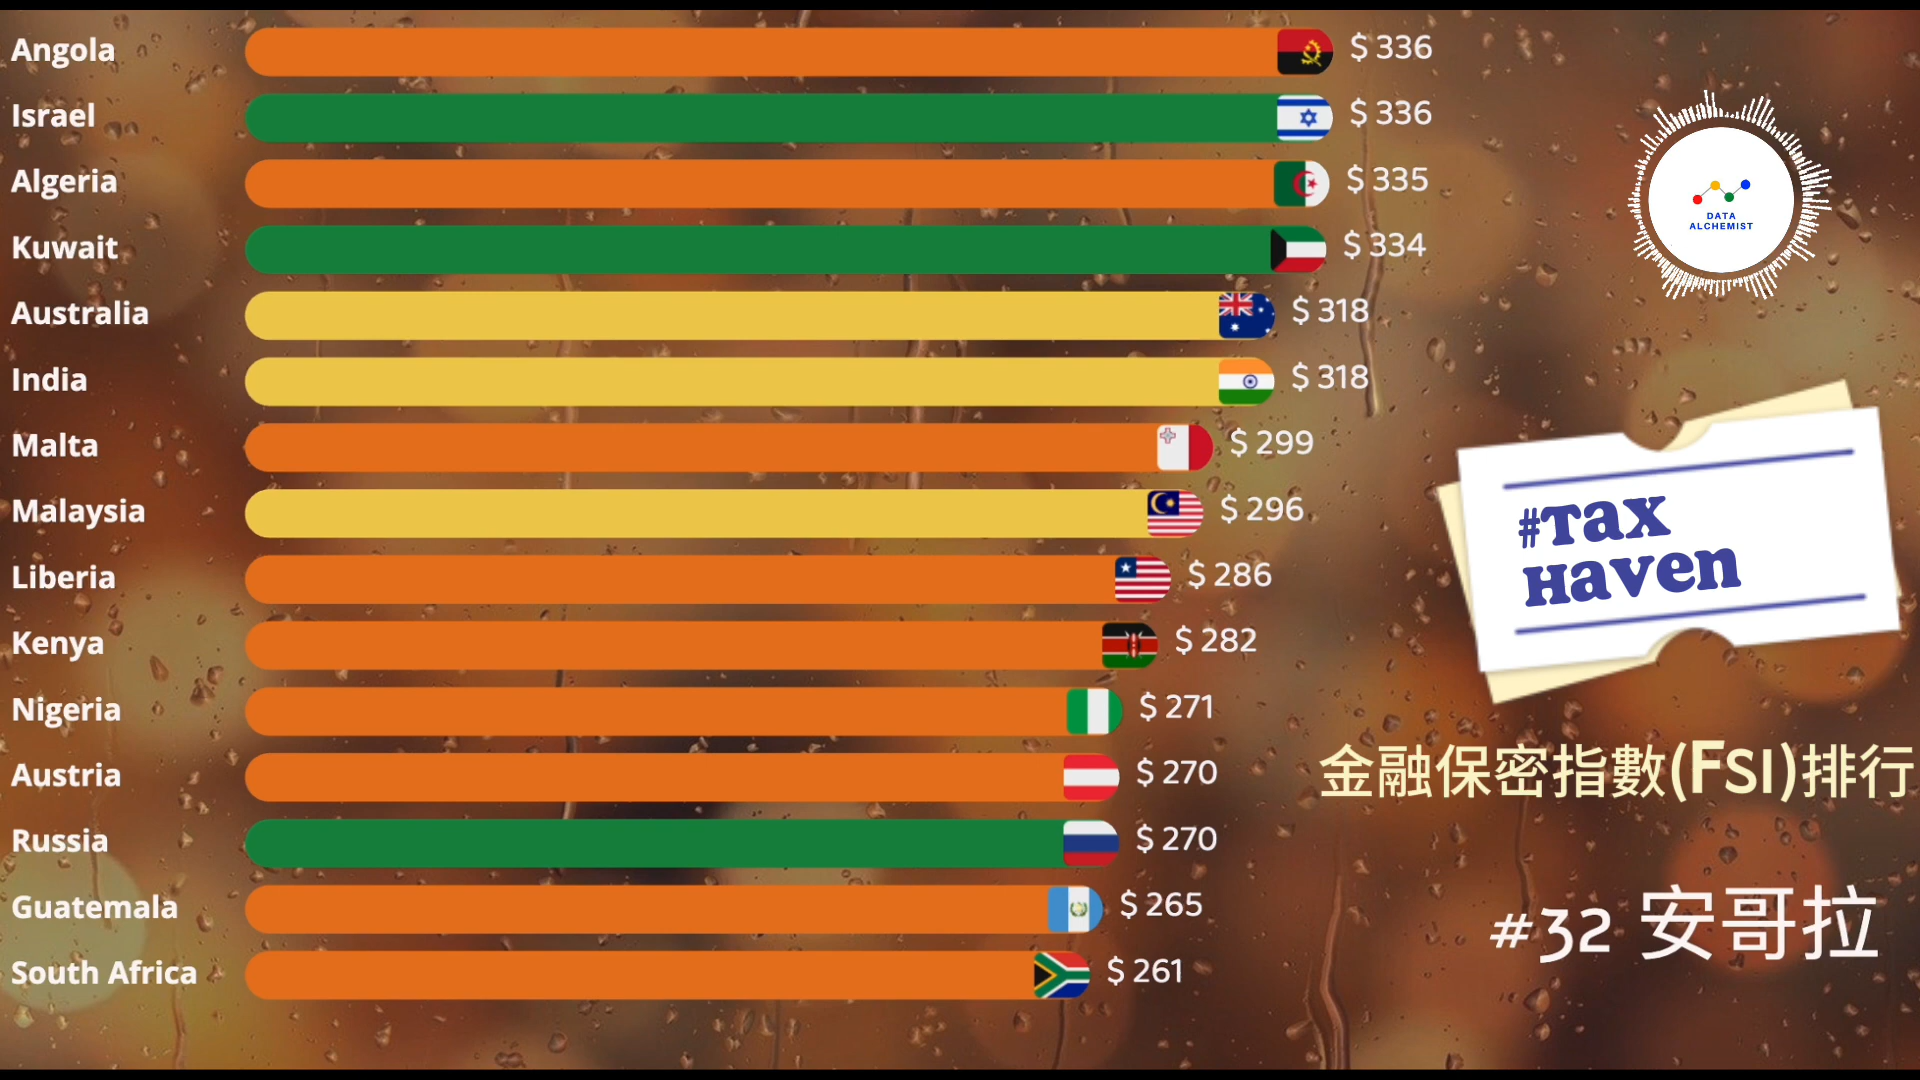 Angola $ 336
Israel $ 336
Algeria $ 335
Kuwait $ 334
Australia $ 318
India $ 318
Malta $ 299
Malaysia $ 296
Liberia $ 286
Kenya $ 282
Nigeria $ 271
Austria $ 270
Russia $ 270
Guatemala $ 265
South Africa $ 261
DATA
ALCHEMIST
#Tax
Haven
金融保密指數(FSI)排行
#32 安哥拉